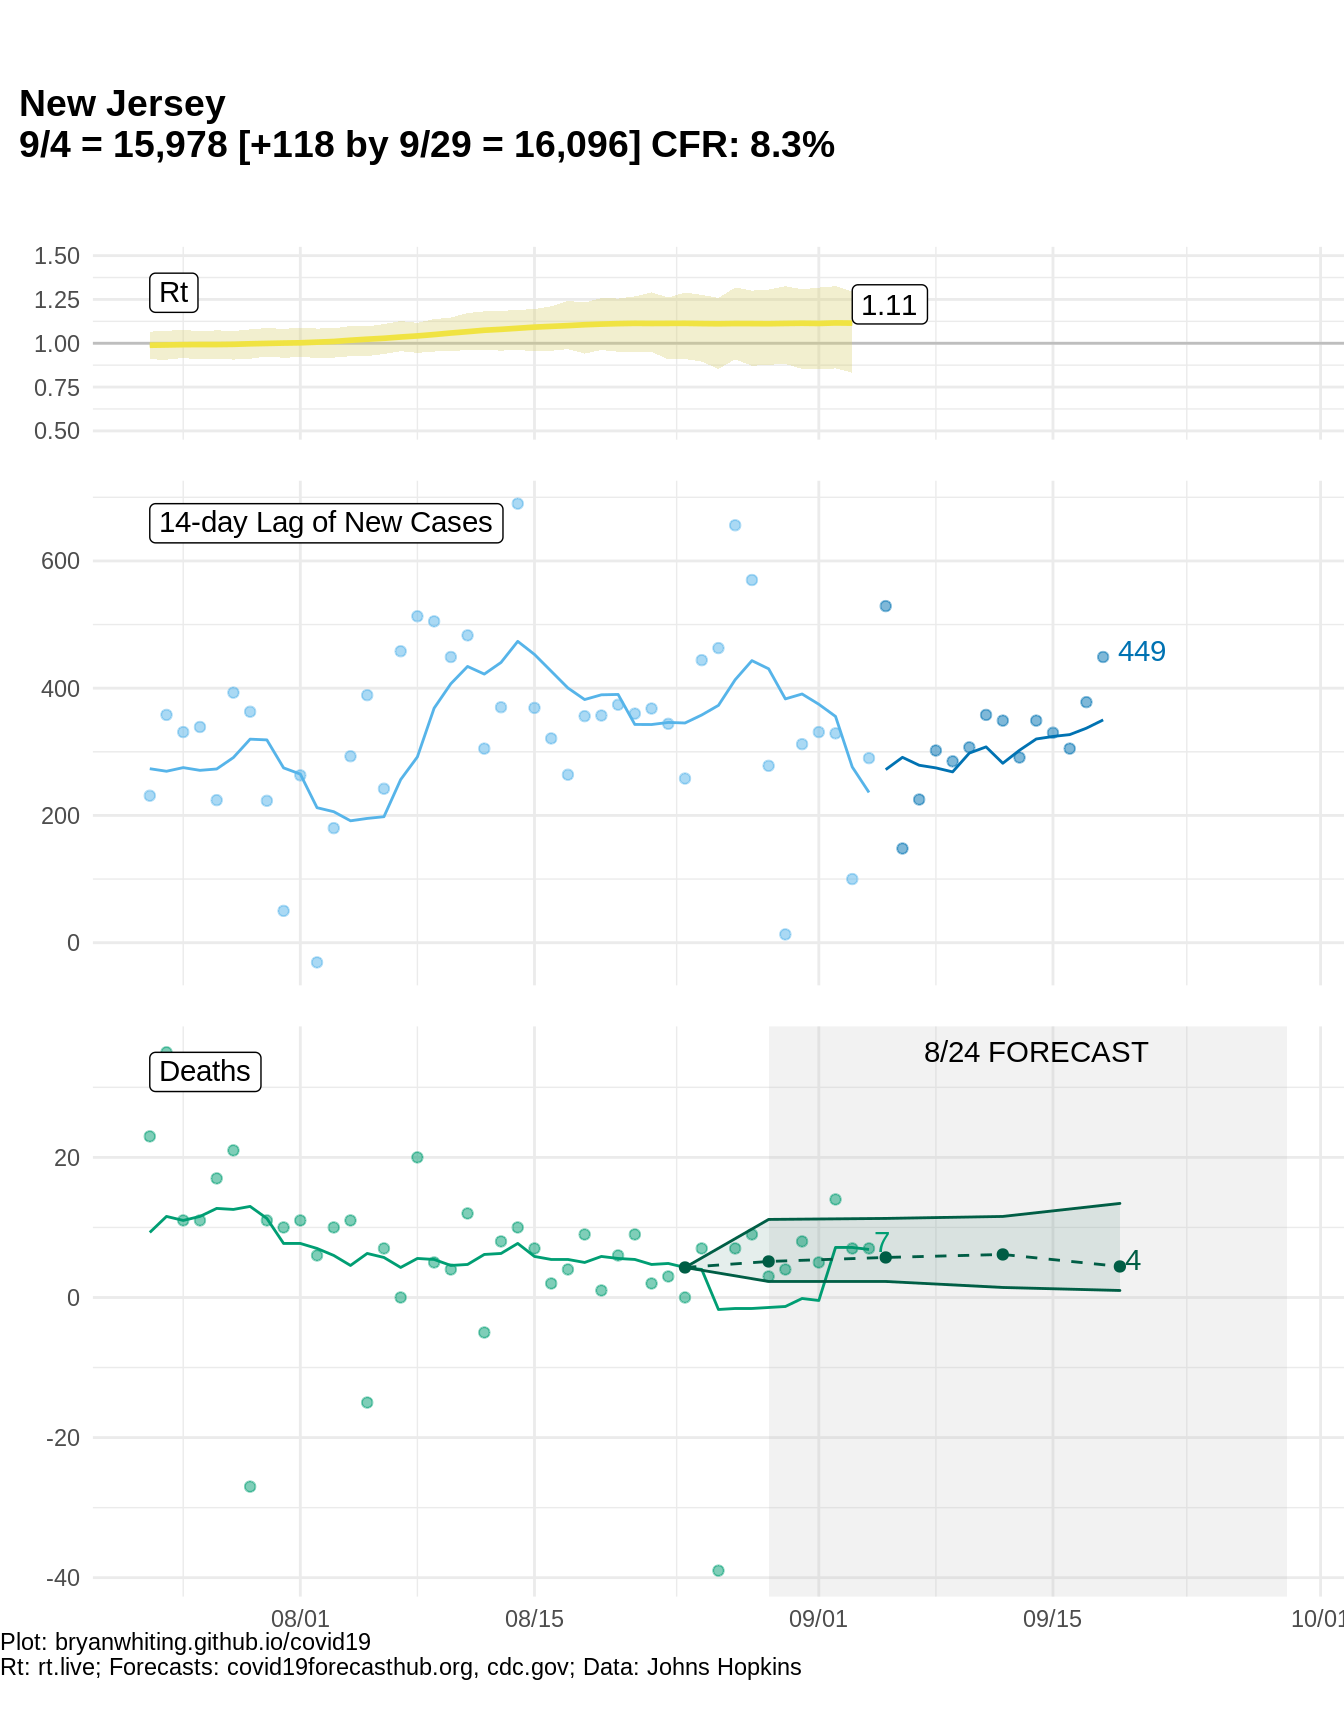 New Jersey
9/4 = 15,978 [+118 by 9/29 = 16,096] CFR: 8.3%
1.50
1.25
1.00
0.75
0.50
Rt
1.11
600
400
200
0
14-day Lag of New Cases
449
20
0
-20
-40
Deaths
8/24 FORECAST
7
4
08/01
08/15
09/01
09/15
10/01
Plot: bryanwhiting.github.io/covid19
Rt: rt.live; Forecasts: covid19forecasthub.org, cdc.gov; Data: Johns Hopkins